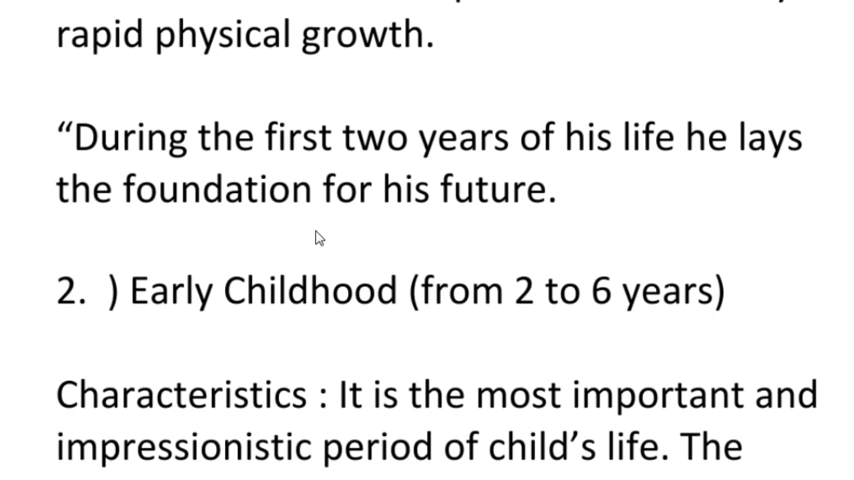 rapid physical growth.
“During the first two years of his life he lays
the foundation for his future.
2. ) Early Childhood (from 2 to 6 years)
Characteristics : It is the most important and
impressionistic period of child’s life. The